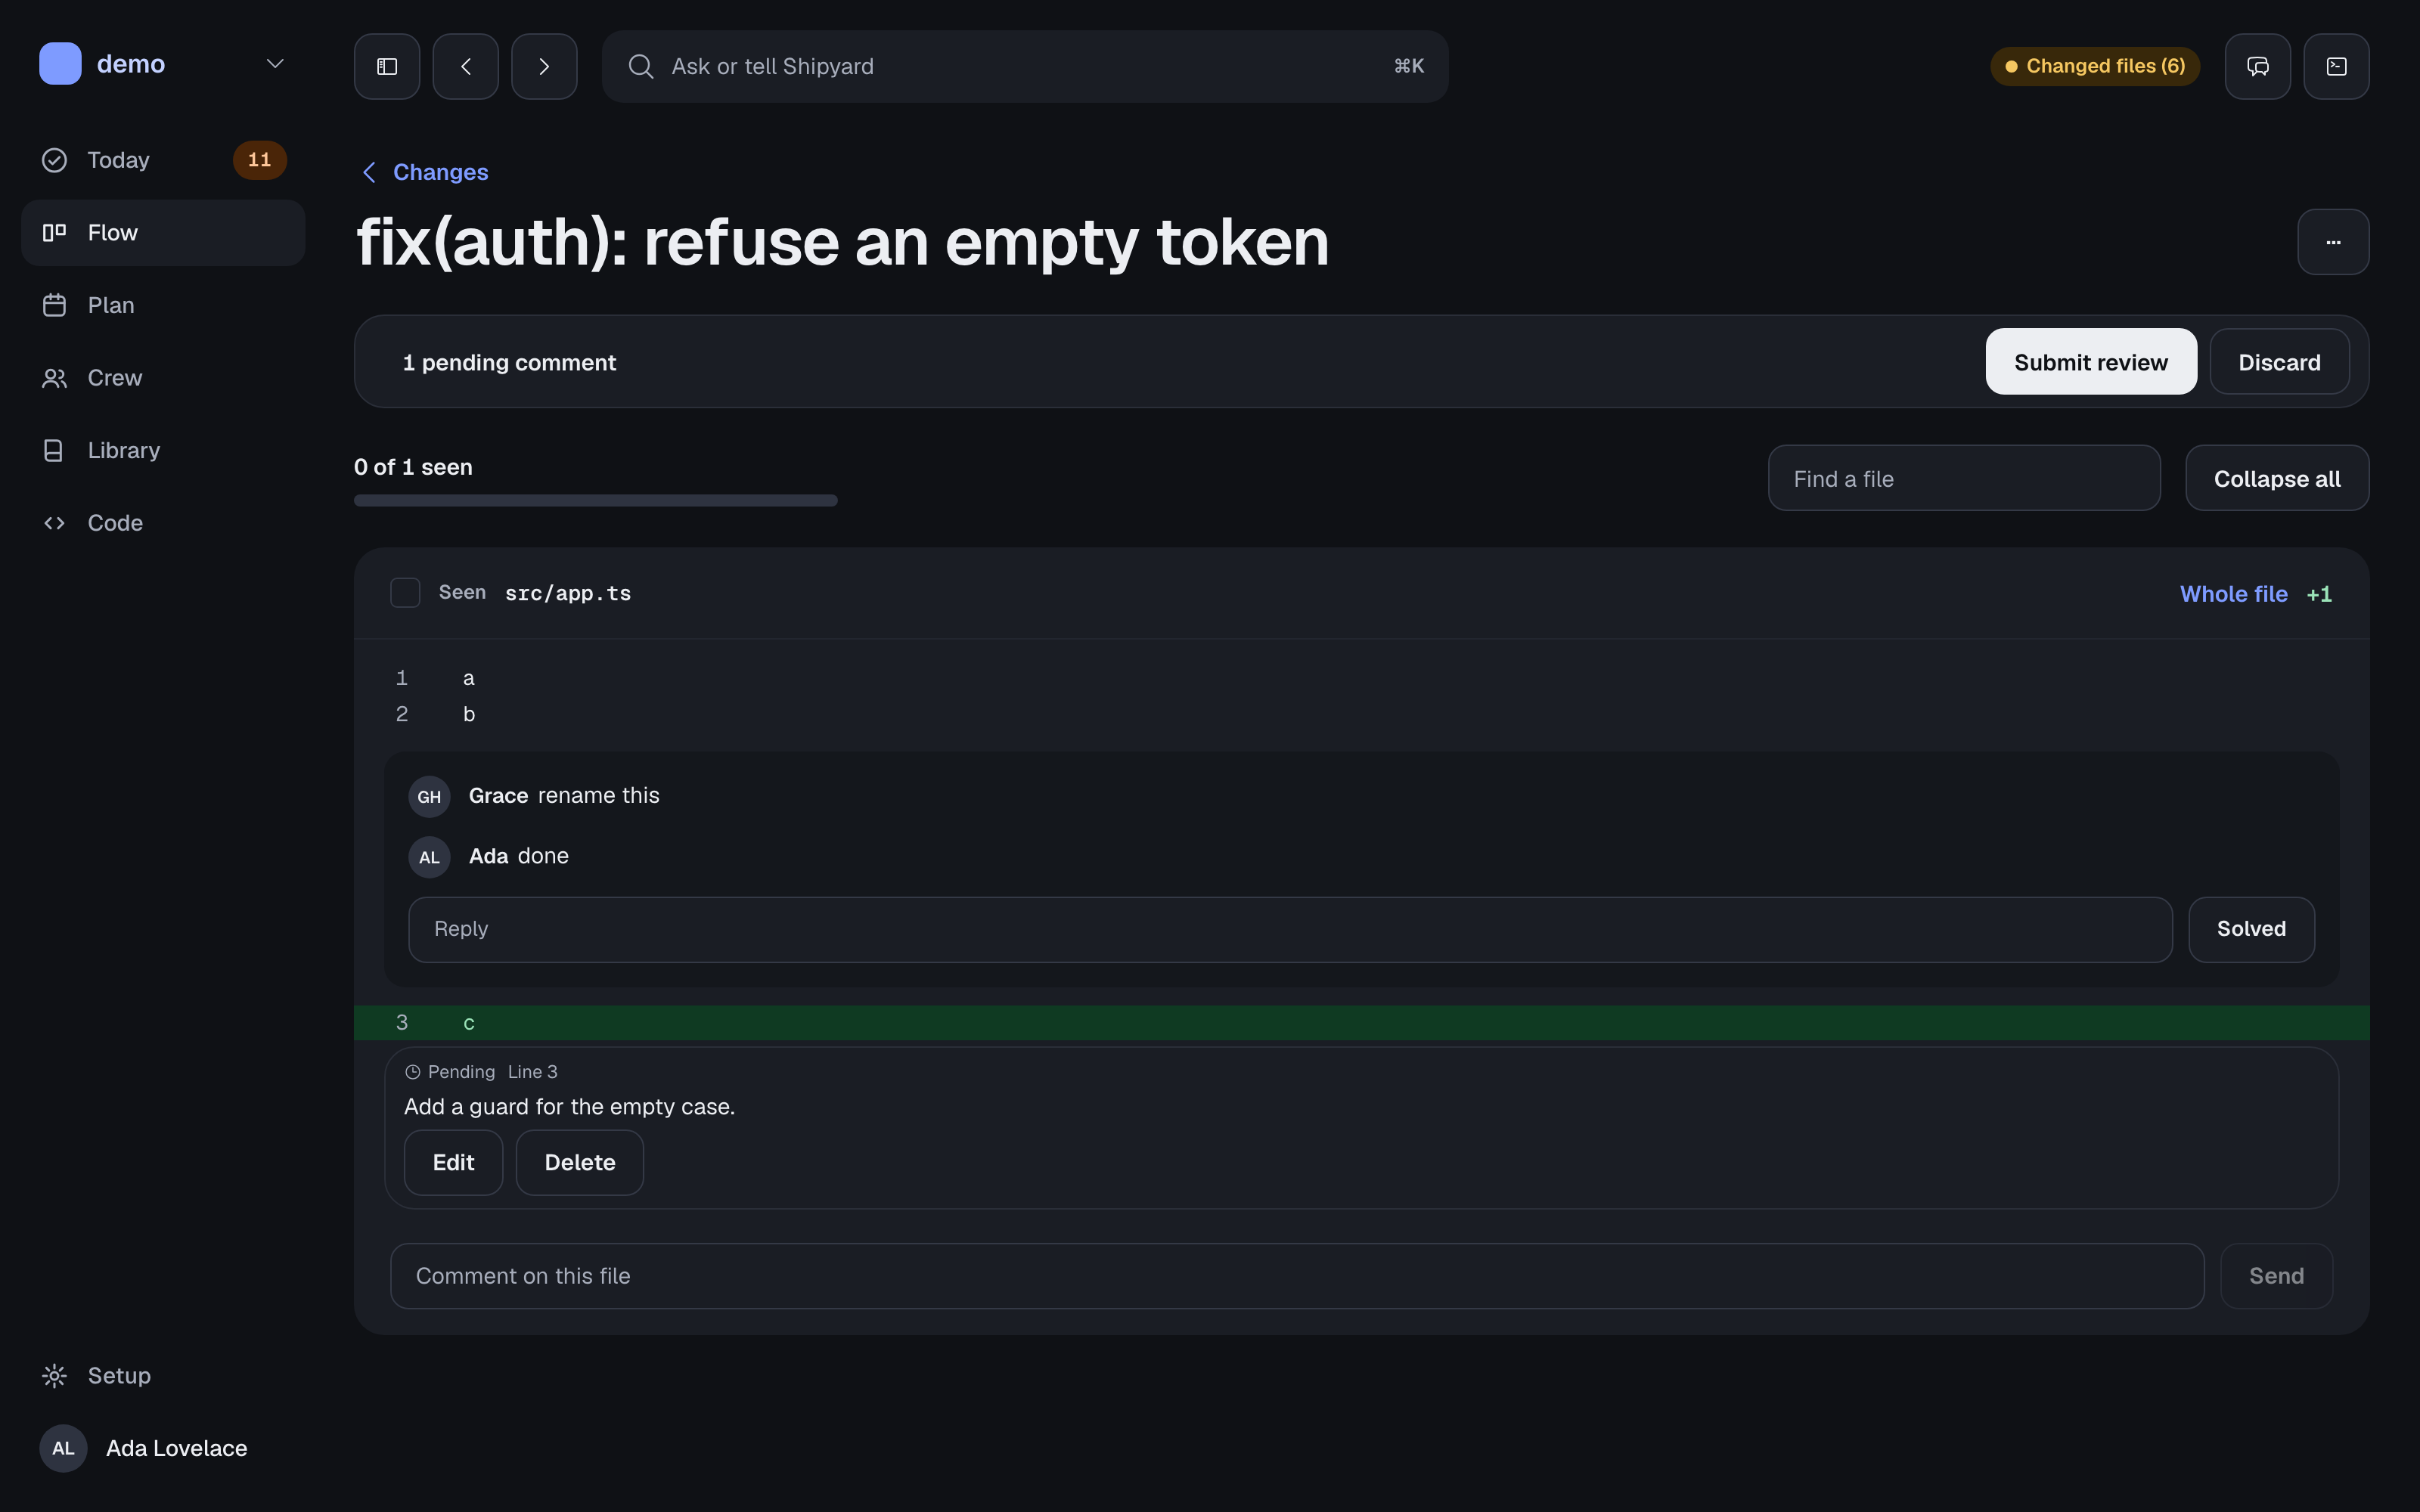 demo
Ask or tell Shipyard ⌘K
Changed files (6)
Today 11
Flow
Plan
Crew
Library
Code
Setup
AL Ada Lovelace
Changes
fix(auth): refuse an empty token
1 pending comment
Submit review
Discard
0 of 1 seen
Find a file
Collapse all
Seen src/app.ts
Whole file +1
1 a
2 b
GH Grace rename this
AL Ada done
Reply
Solved
3 c
Pending Line 3
Add a guard for the empty case.
Edit
Delete
Comment on this file
Send